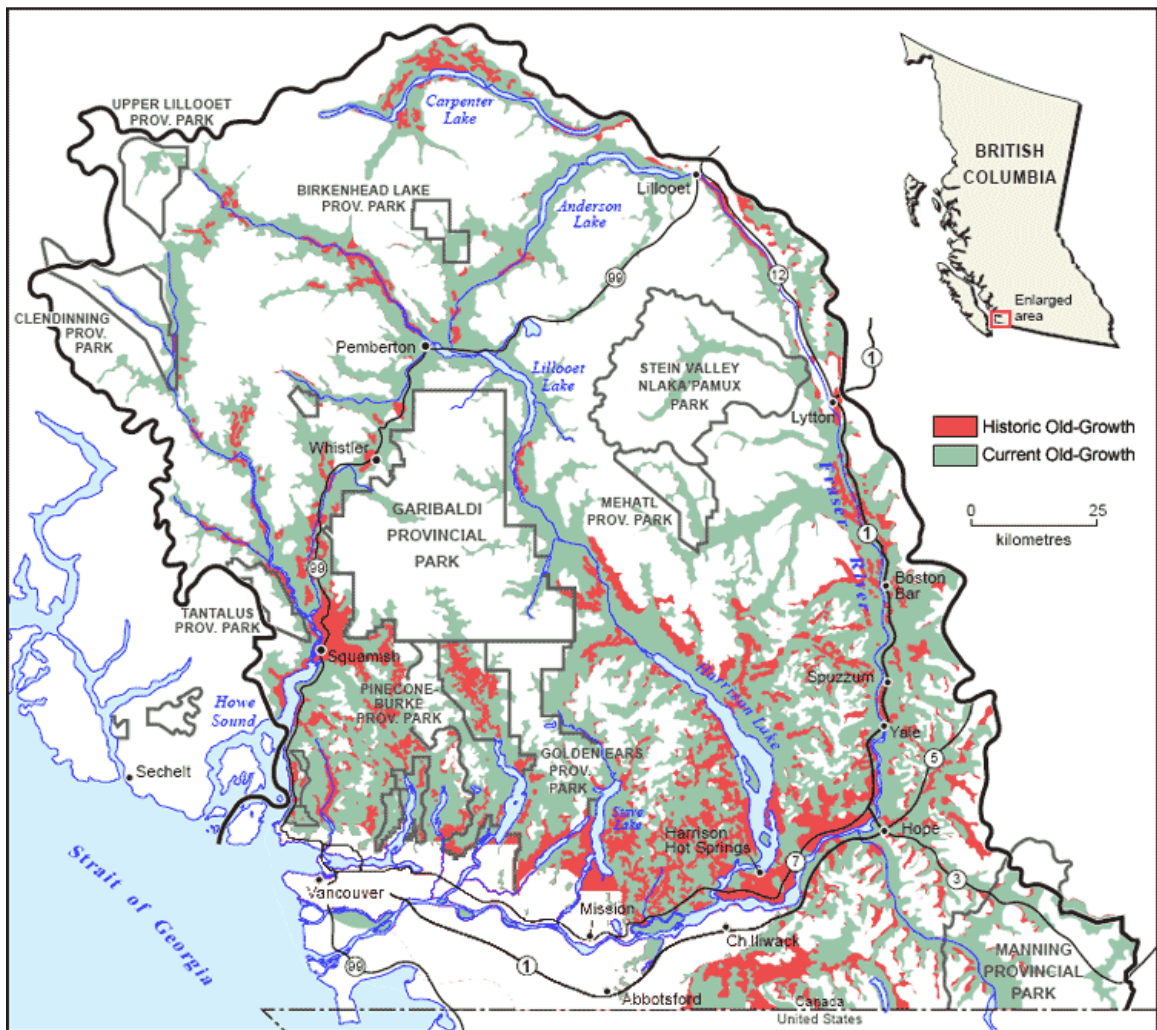 UPPER LILLOOET
PROV. PARK
Carpenter
Lake
BRITISH
COLUMBIA
Enlarged
area
BIRKENHEAD LAKE
PROV. PARK
Lillooet
Anderson
Lake
99
12
CLENDINNING
PROV.
PARK
Pemberton
Lillooet
Lake
STEIN VALLEY
NLAKA'PAMUX
PARK
1
Lytton
Historic Old-Growth
Current Old-Growth
0 25
kilometres
Whistler
GARIBALDI
PROVINCIAL
PARK
MEHATL
PROV. PARK
Fraser River
1
99
Boston
Bar
TANTALUS
PROV. PARK
Squamish
Harrison Lake
Spuzzum
PINECONE-
BURKE
PROV. PARK
Howe
Sound
GOLDEN EARS
PROV.
PARK
Yale
5
Sechelt
Stave
Lake
Harrison
Hot Springs
Hope
7
3
Strait of Georgia
Vancouver
Mission
Chilliwack
99
1
MANNING
PROVINCIAL
PARK
Abbotsford
Canada
United States